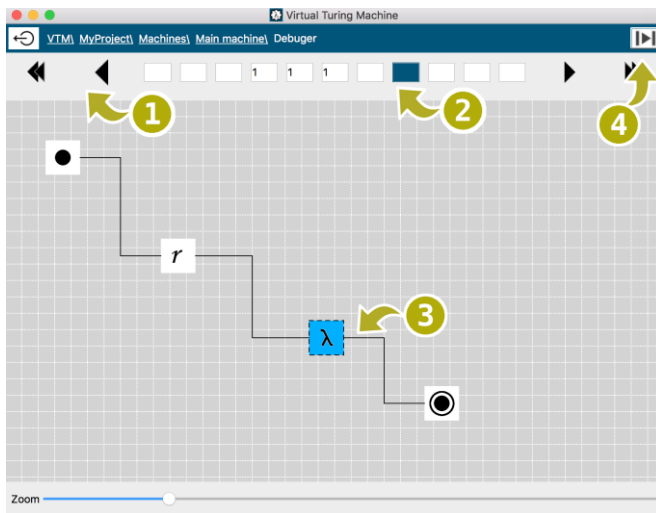 Virtual Turing Machine
VTM\ MyProject\ Machines\ Main machine\ Debuger
1 1 1
1
2
4
r
3
λ
Zoom